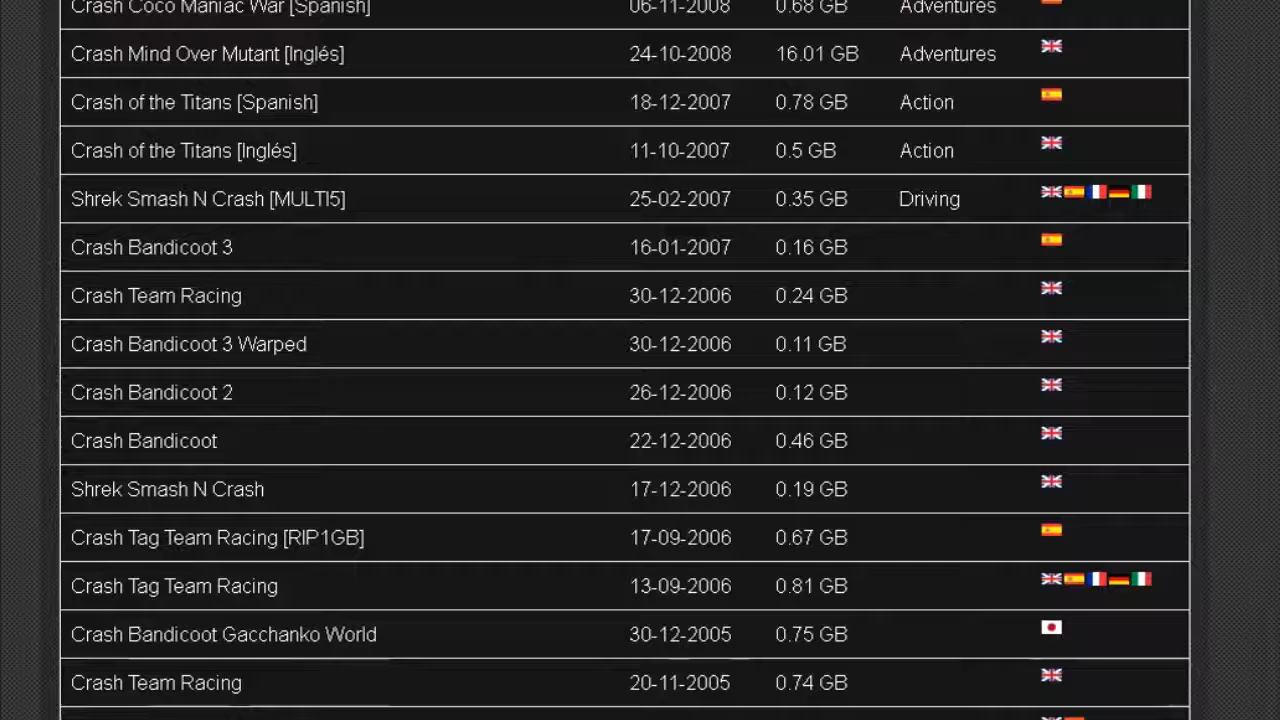 Crash Coco Maniac War [Spanish] 06-11-2008 0.68 GB Adventures
Crash Mind Over Mutant [Inglés] 24-10-2008 16.01 GB Adventures
Crash of the Titans [Spanish] 18-12-2007 0.78 GB Action
Crash of the Titans [Inglés] 11-10-2007 0.5 GB Action
Shrek Smash N Crash [MULTI5] 25-02-2007 0.35 GB Driving
Crash Bandicoot 3 16-01-2007 0.16 GB
Crash Team Racing 30-12-2006 0.24 GB
Crash Bandicoot 3 Warped 30-12-2006 0.11 GB
Crash Bandicoot 2 26-12-2006 0.12 GB
Crash Bandicoot 22-12-2006 0.46 GB
Shrek Smash N Crash 17-12-2006 0.19 GB
Crash Tag Team Racing [RIP1GB] 17-09-2006 0.67 GB
Crash Tag Team Racing 13-09-2006 0.81 GB
Crash Bandicoot Gacchanko World 30-12-2005 0.75 GB
Crash Team Racing 20-11-2005 0.74 GB